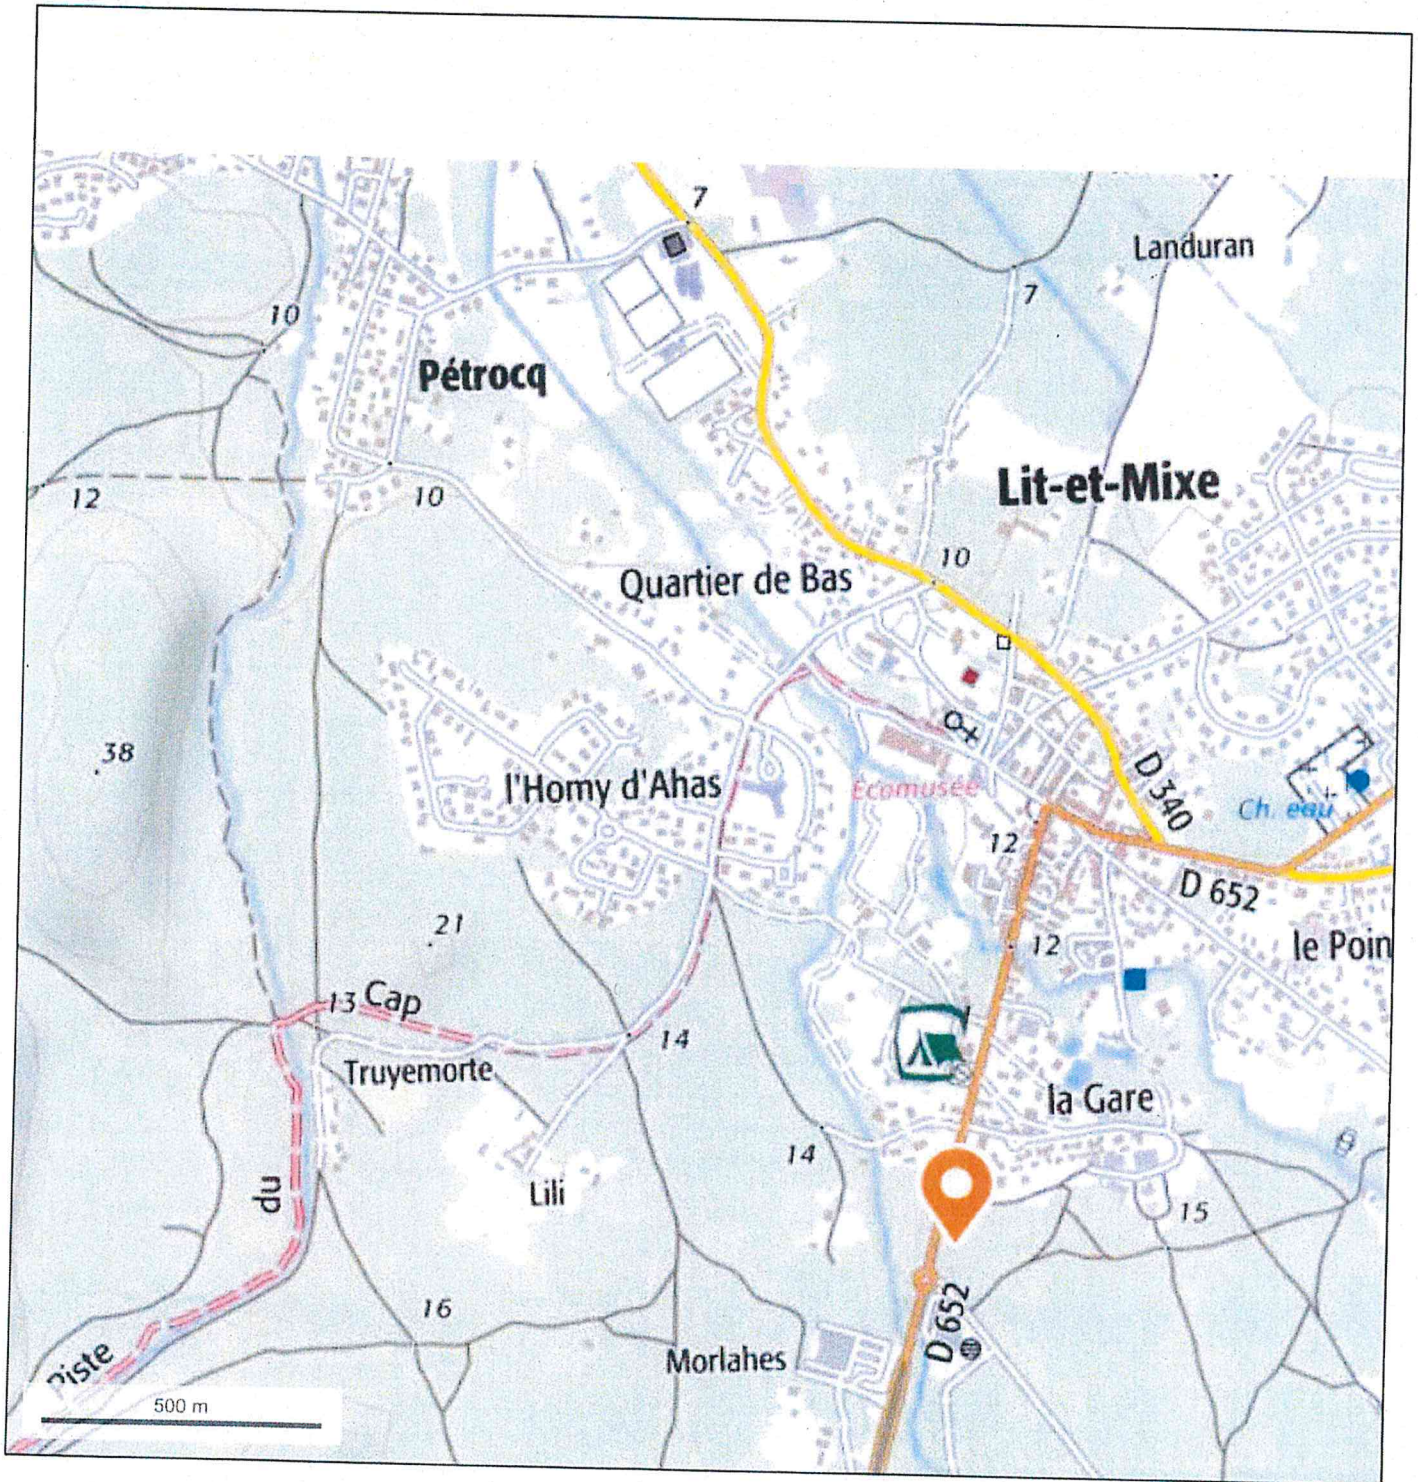 7
Landuran
7
10
Pétrocq
Lit-et-Mixe
12
10
10
Quartier de Bas
38
l'Homy d'Ahas
Ecomusée
D 340
Ch. eau
12
D 652
21
12
le Poin
13 Cap
14
Truyemorte
la Gare
14
du
Lili
15
16
D 652
Morlahes
Piste
500 m